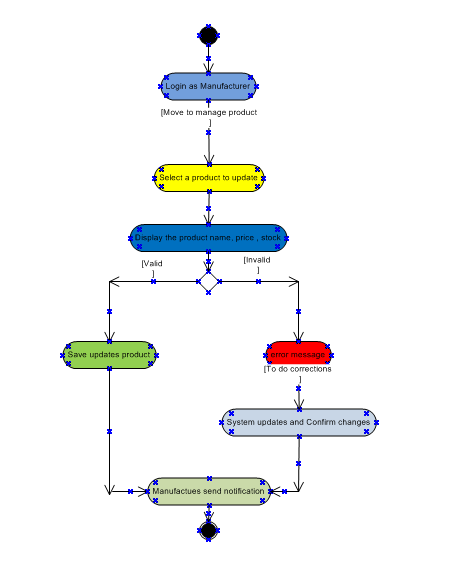 Login as Manufacturer
[Move to manage product
]
Select a product to update
Display the product name, price , stock
[Valid
]
[Invalid
]
Save updates product
error message
[To do corrections
]
System updates and Confirm changes
Manufactues send notification